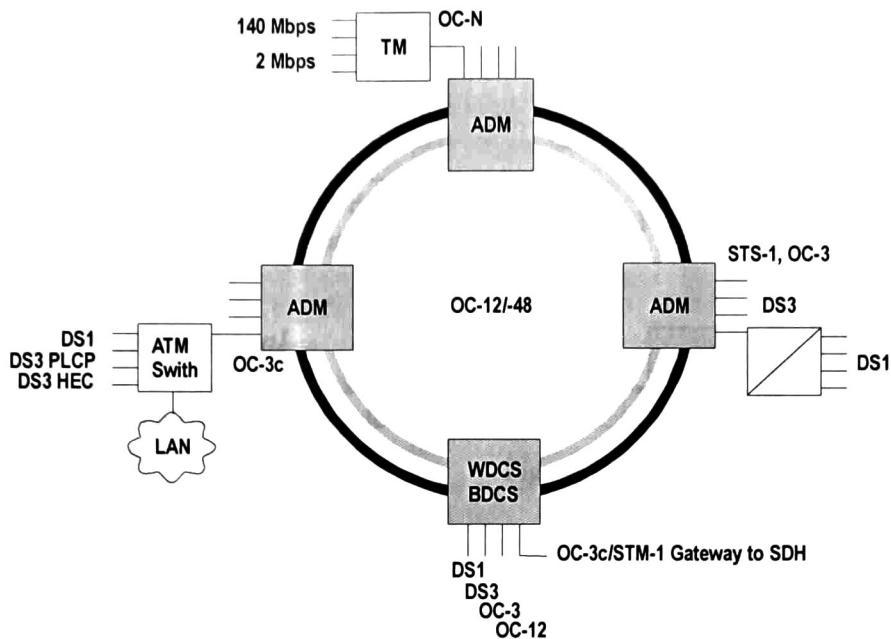 140 Mbps
2 Mbps
TM
OC-N
ADM
STS-1, OC-3
ADM
OC-12/-48
ADM
DS3
DS1
DS3 PLCP
DS3 HEC
ATM
Swith
OC-3c
DS1
LAN
WDCS
BDCS
OC-3c/STM-1 Gateway to SDH
DS1
DS3
OC-3
OC-12